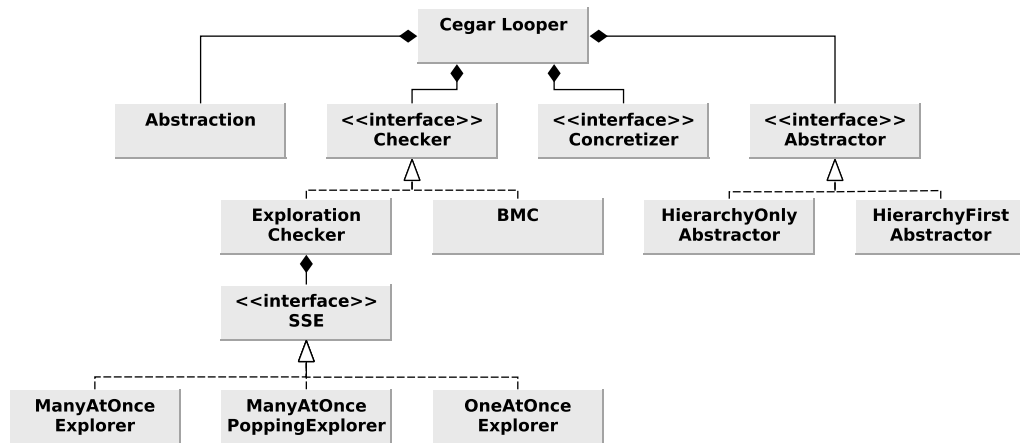 Cegar Looper
Abstraction
<<interface>>
Checker
<<interface>>
Concretizer
<<interface>>
Abstractor
Exploration
Checker
BMC
HierarchyOnly
Abstractor
HierarchyFirst
Abstractor
<<interface>>
SSE
ManyAtOnce
Explorer
ManyAtOnce
PoppingExplorer
OneAtOnce
Explorer